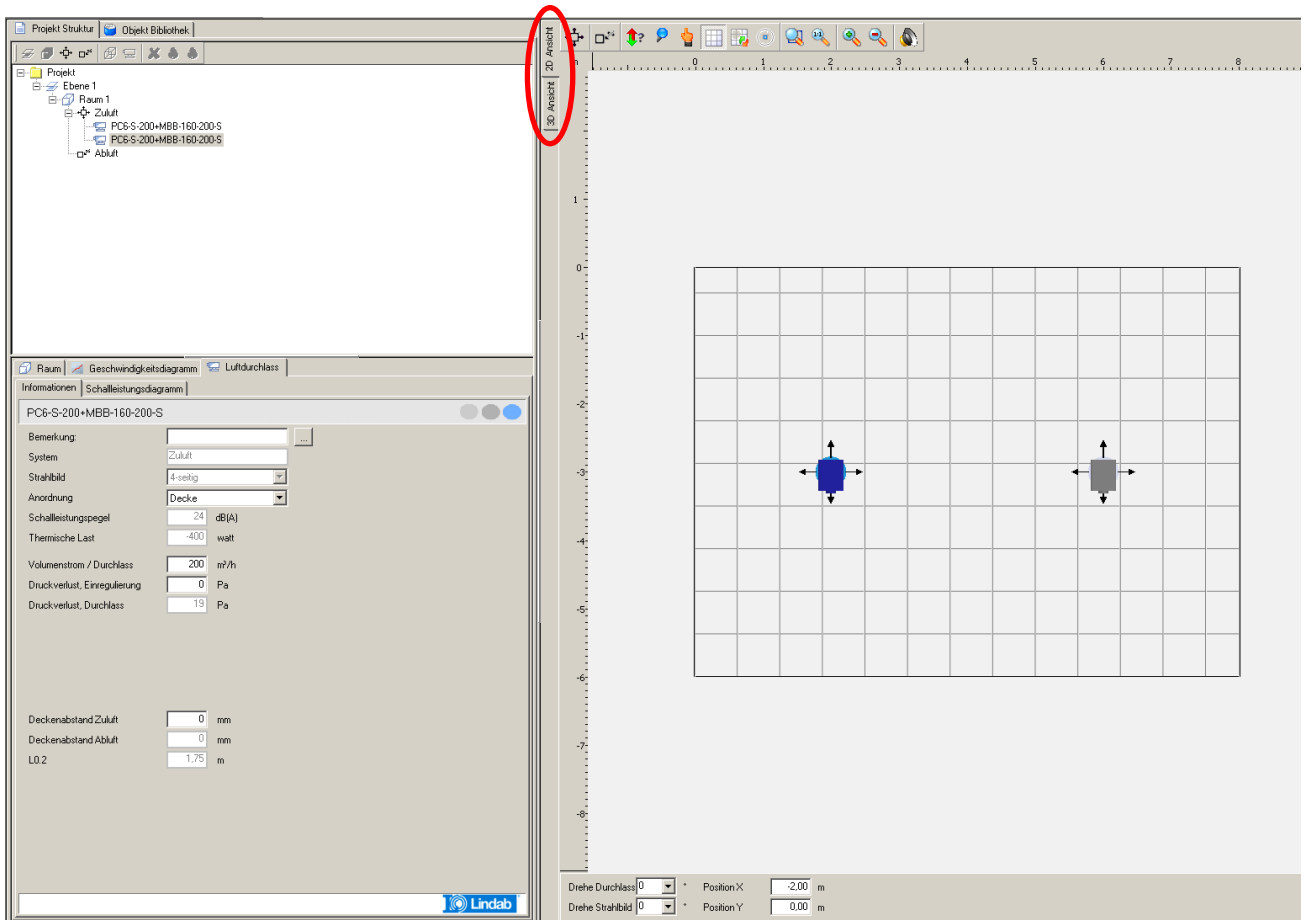 Projekt Struktur
Objekt Bibliothek
Projekt
Ebene 1
Raum 1
Zuluft
PC6-S-200+MBB-160-200-S
PC6-S-200+MBB-160-200-S
Abluft
Raum
Geschwindigkeitsdiagramm
Luftdurchlass
Informationen
Schallleistungsdiagramm
PC6-S-200+MBB-160-200-S
Bemerkung: ...
System Zuluft
Strahlbild 4-seitig
Anordnung Decke
Schallleistungspegel 24 dB(A)
Thermische Last -400 watt
Volumenstrom / Durchlass 200 m³/h
Druckverlust, Einregulierung 0 Pa
Druckverlust, Durchlass 19 Pa
Deckenabstand Zuluft 0 mm
Deckenabstand Abluft 0 mm
L0.2 1,75 m
Lindab
2D Ansicht
3D Ansicht
0 1 2 3 4 5 6 7 8
1
0
-1
-2
-3
-4
-5
-6
-7
-8
Drehe Durchlass 0 ° Position X -2,00 m
Drehe Strahlbild 0 ° Position Y 0,00 m